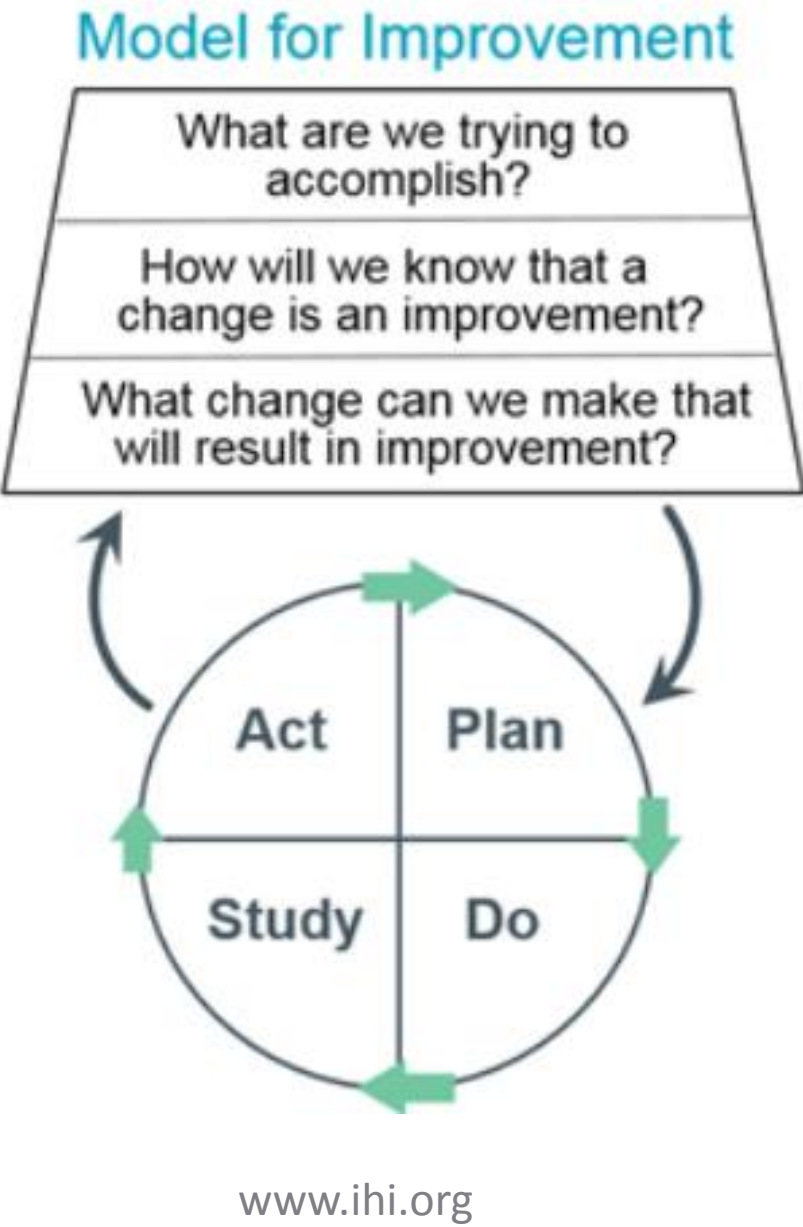 Model for Improvement
What are we trying to
accomplish?
How will we know that a
change is an improvement?
What change can we make that
will result in improvement?
Act
Plan
Study
Do
www.ihi.org